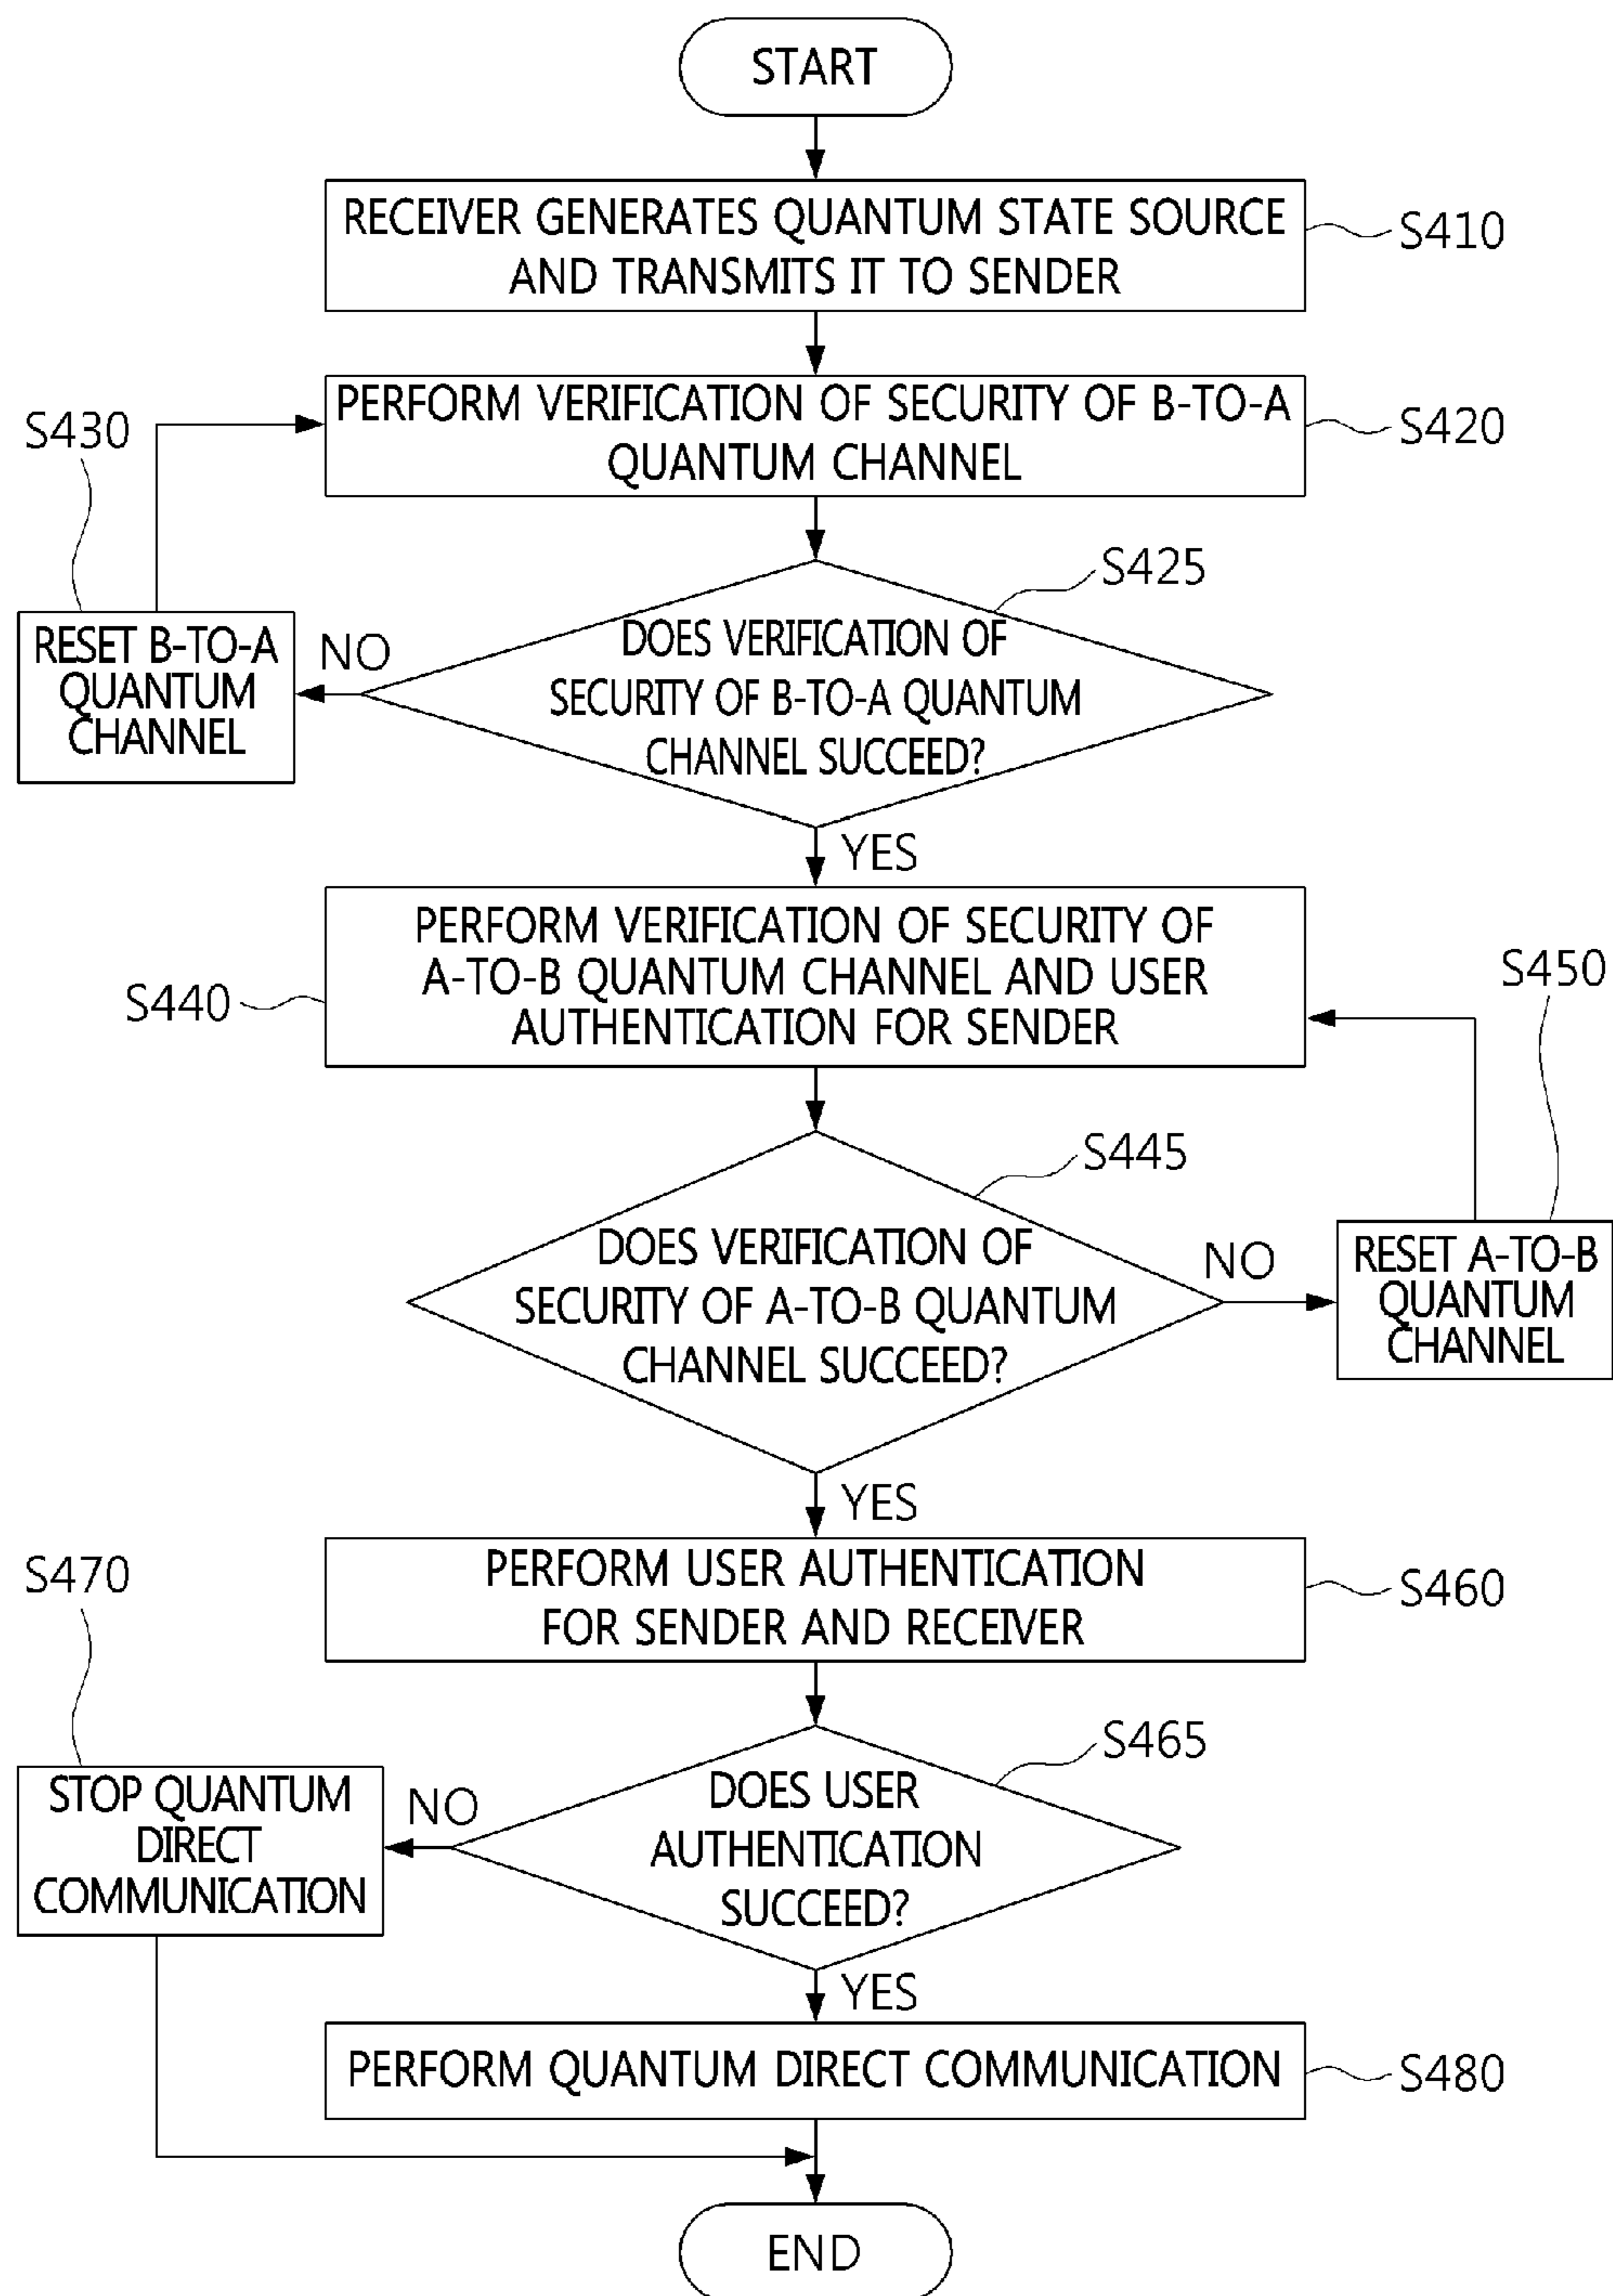 START
RECEIVER GENERATES QUANTUM STATE SOURCE
AND TRANSMITS IT TO SENDER
S410
PERFORM VERIFICATION OF SECURITY OF B-TO-A
QUANTUM CHANNEL
S420
S430
S425
DOES VERIFICATION OF
SECURITY OF B-TO-A QUANTUM
CHANNEL SUCCEED?
NO
RESET B-TO-A
QUANTUM
CHANNEL
YES
PERFORM VERIFICATION OF SECURITY OF
A-TO-B QUANTUM CHANNEL AND USER
AUTHENTICATION FOR SENDER
S440
S450
S445
DOES VERIFICATION OF
SECURITY OF A-TO-B QUANTUM
CHANNEL SUCCEED?
NO
RESET A-TO-B
QUANTUM
CHANNEL
YES
PERFORM USER AUTHENTICATION
FOR SENDER AND RECEIVER
S460
S470
S465
DOES USER
AUTHENTICATION
SUCCEED?
NO
STOP QUANTUM
DIRECT
COMMUNICATION
YES
PERFORM QUANTUM DIRECT COMMUNICATION
S480
END